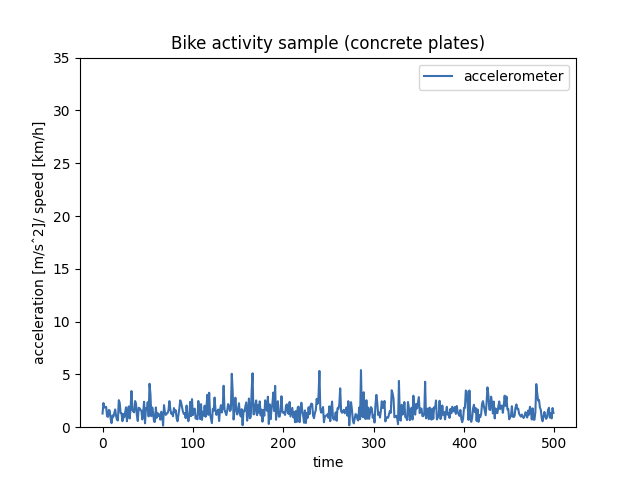 Bike activity sample (concrete plates)
accelerometer
35
30
25
20
15
10
5
0
acceleration [m/sˆ2]/ speed [km/h]
0 100 200 300 400 500
time